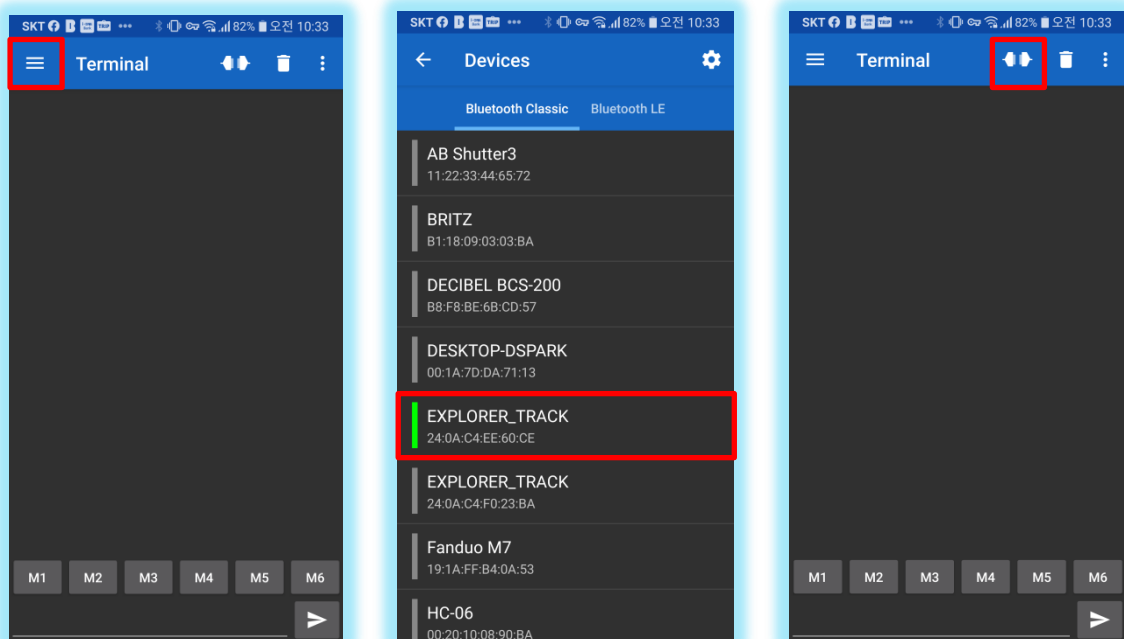 SKT 82% 오전 10:33
Terminal
M1 M2 M3 M4 M5 M6
SKT 82% 오전 10:33
Devices
Bluetooth Classic Bluetooth LE
AB Shutter3
11:22:33:44:65:72
BRITZ
B1:18:09:03:03:BA
DECIBEL BCS-200
B8:F8:BE:6B:CD:57
DESKTOP-DSPARK
00:1A:7D:DA:71:13
EXPLORER_TRACK
24:0A:C4:EE:60:CE
EXPLORER_TRACK
24:0A:C4:F0:23:BA
Fanduo M7
19:1A:FF:B4:0A:53
HC-06
00:20:10:08:90:BA
SKT 82% 오전 10:33
Terminal
M1 M2 M3 M4 M5 M6